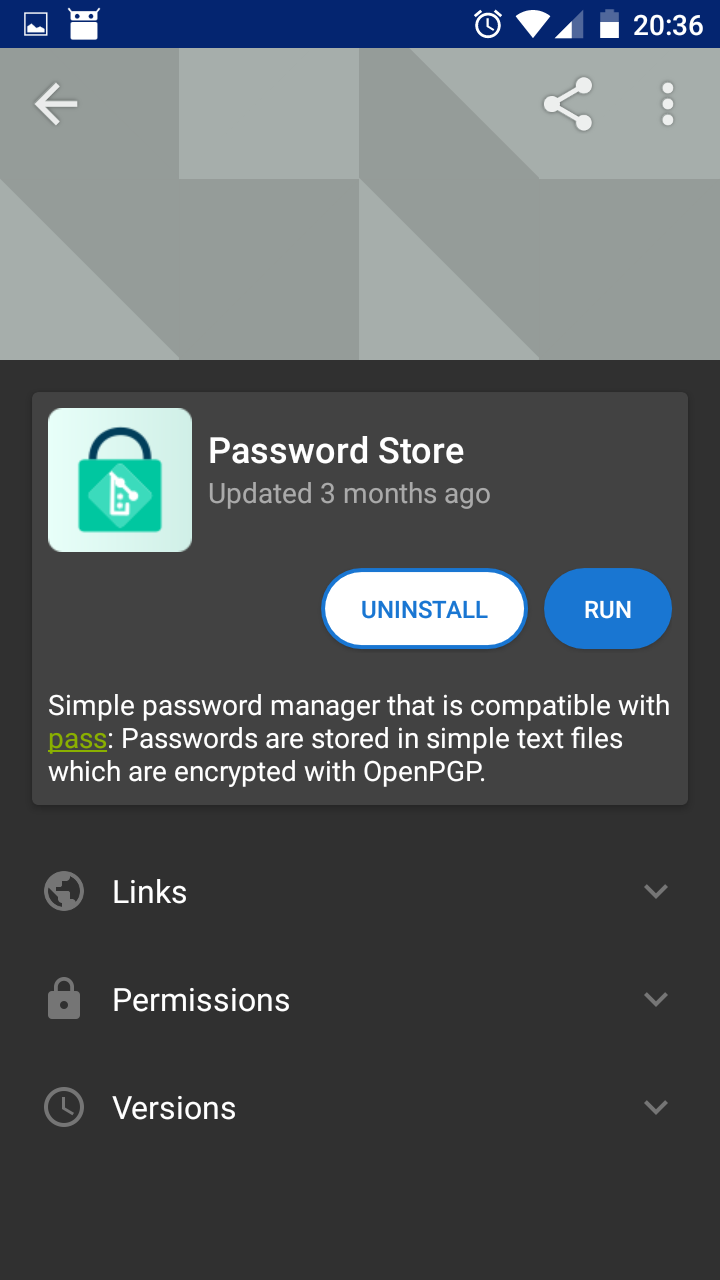 20:36
Password Store
Updated 3 months ago
UNINSTALL
RUN
Simple password manager that is compatible with
pass: Passwords are stored in simple text files
which are encrypted with OpenPGP.
Links
Permissions
Versions